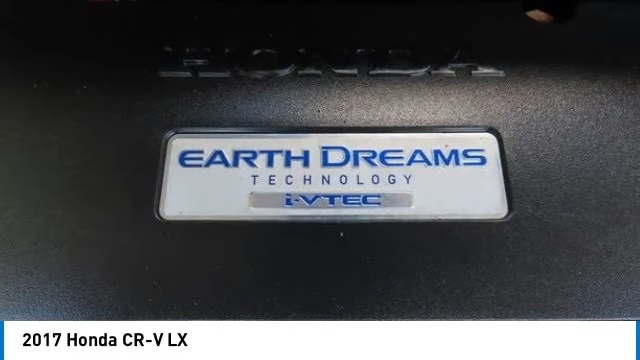 HONDA
EARTH DREAMS
TECHNOLOGY
i-VTEC
2017 Honda CR-V LX